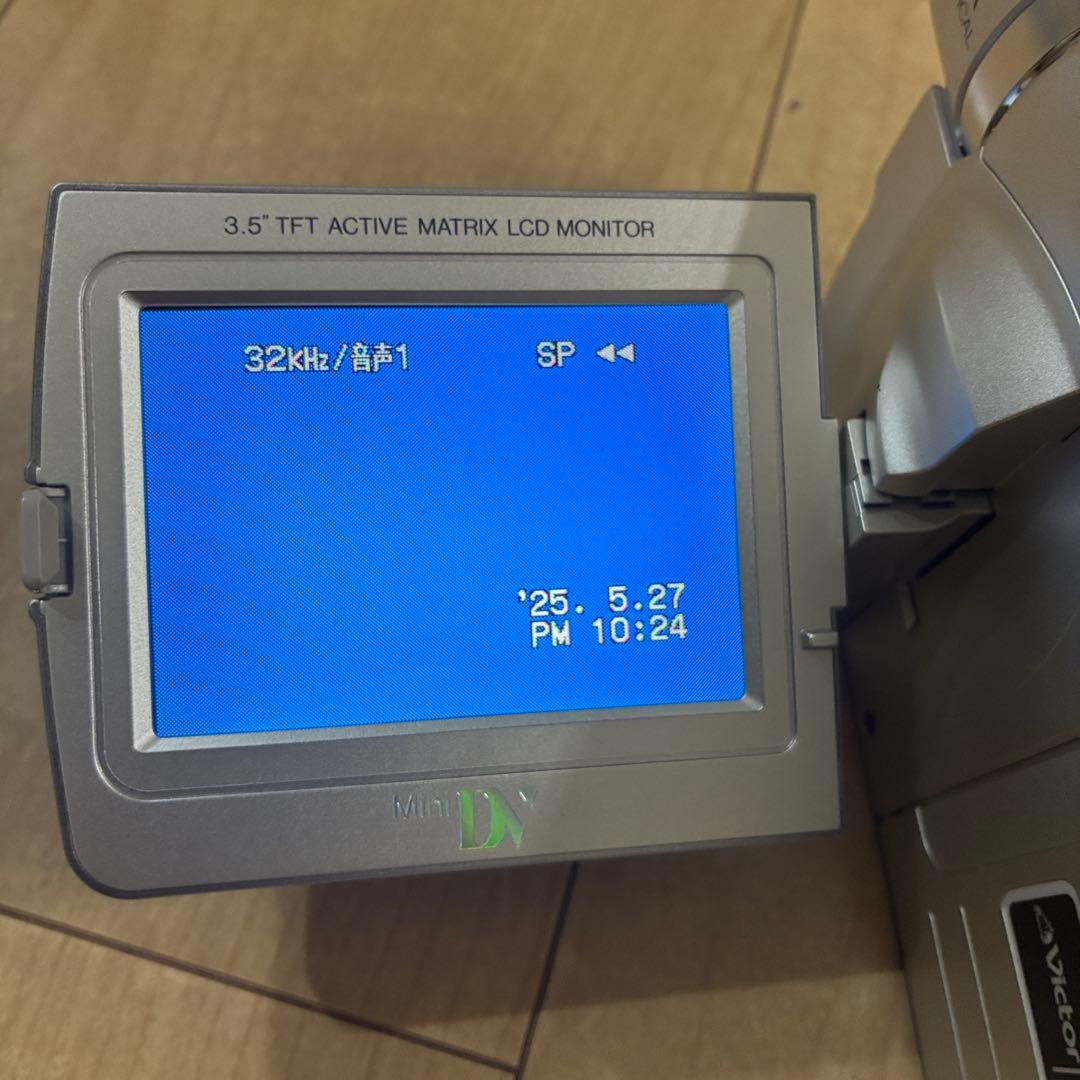 3.5" TFT ACTIVE MATRIX LCD MONITOR
32KHz/音声1
SP ◀◀
'25. 5.27
PM 10:24
Mini DV
Victor